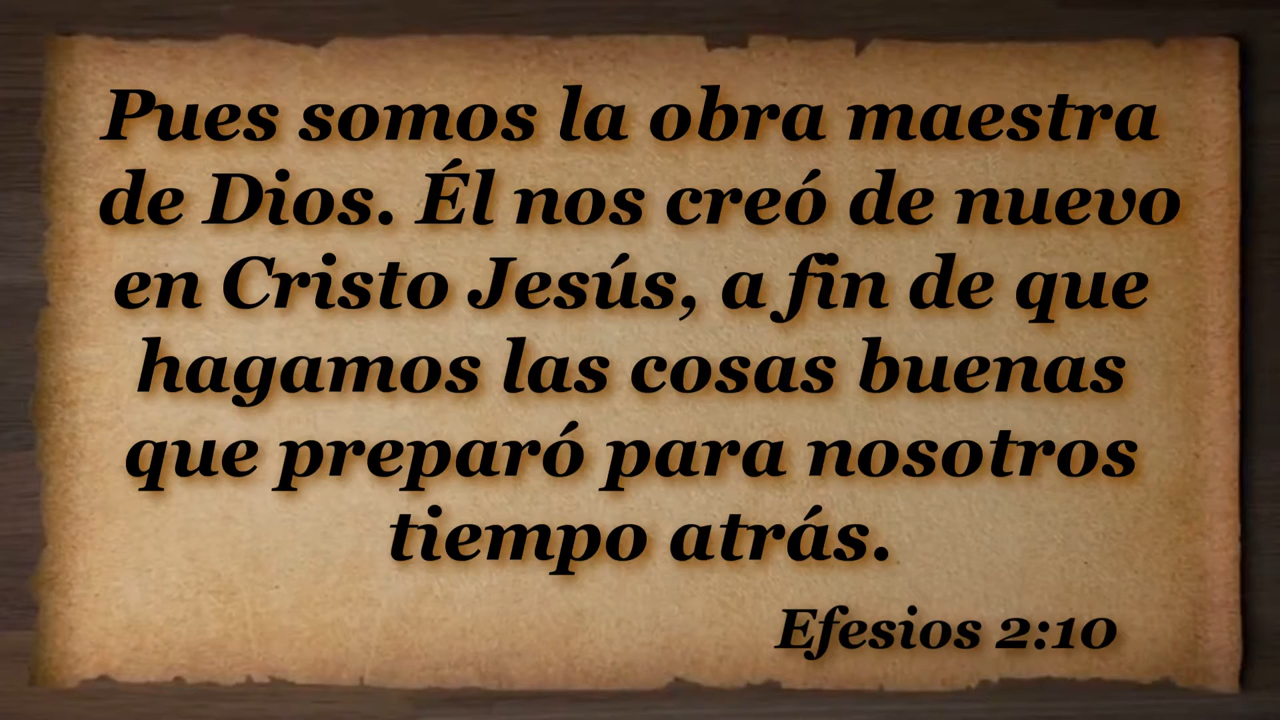 Pues somos la obra maestra
de Dios. Él nos creó de nuevo
en Cristo Jesús, a fin de que
hagamos las cosas buenas
que preparó para nosotros
tiempo atrás.
Efesios 2:10